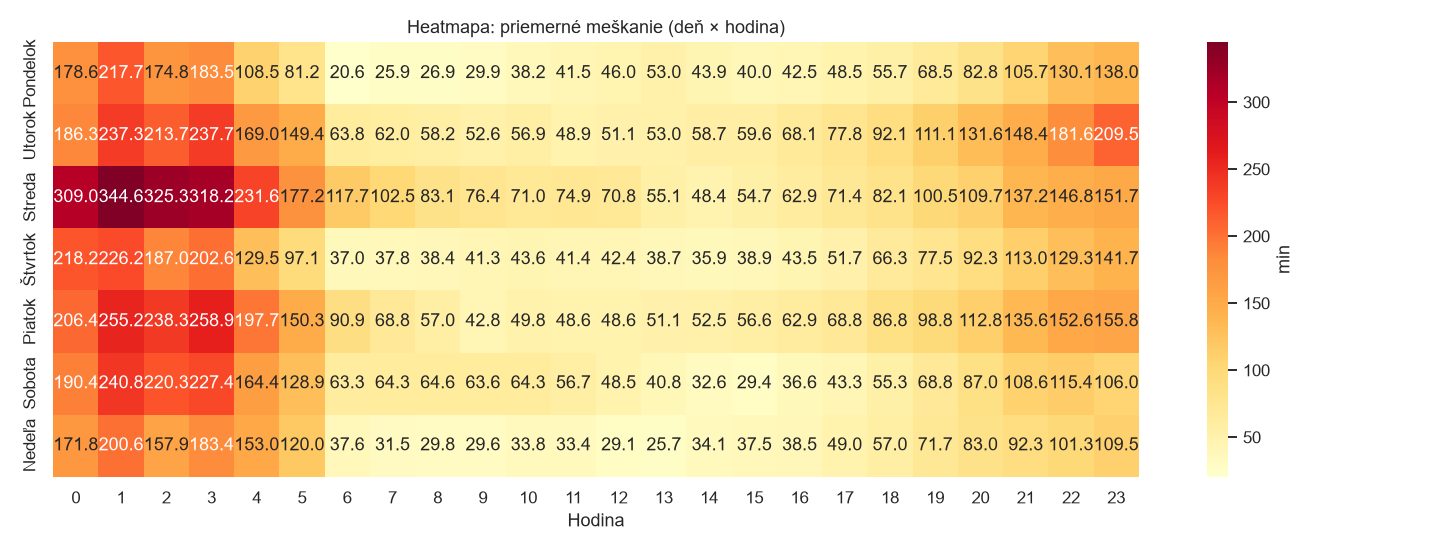 Heatmapa: priemerné meškanie (deň × hodina)
Pondelok 178.6 217.7 174.8 183.5 108.5 81.2 20.6 25.9 26.9 29.9 38.2 41.5 46.0 53.0 43.9 40.0 42.5 48.5 55.7 68.5 82.8 105.7 130.1 138.0
Utorok 186.3 237.3 213.7 237.7 169.0 149.4 63.8 62.0 58.2 52.6 56.9 48.9 51.1 53.0 58.7 59.6 68.1 77.8 92.1 111.1 131.6 148.4 181.6 209.5
Streda 309.0 344.6 325.3 318.2 231.6 177.2 117.7 102.5 83.1 76.4 71.0 74.9 70.8 55.1 48.4 54.7 62.9 71.4 82.1 100.5 109.7 137.2 146.8 151.7
Štvrtok 218.2 226.2 187.0 202.6 129.5 97.1 37.0 37.8 38.4 41.3 43.6 41.4 42.4 38.7 35.9 38.9 43.5 51.7 66.3 77.5 92.3 113.0 129.3 141.7
Piatok 206.4 255.2 238.3 258.9 197.7 150.3 90.9 68.8 57.0 42.8 49.8 48.6 48.6 51.1 52.5 56.6 62.9 68.8 86.8 98.8 112.8 135.6 152.6 155.8
Sobota 190.4 240.8 220.3 227.4 164.4 128.9 63.3 64.3 64.6 63.6 64.3 56.7 48.5 40.8 32.6 29.4 36.6 43.3 55.3 68.8 87.0 108.6 115.4 106.0
Nedeľa 171.8 200.6 157.9 183.4 153.0 120.0 37.6 31.5 29.8 29.6 33.8 33.4 29.1 25.7 34.1 37.5 38.5 49.0 57.0 71.7 83.0 92.3 101.3 109.5
0 1 2 3 4 5 6 7 8 9 10 11 12 13 14 15 16 17 18 19 20 21 22 23
Hodina
300
250
200
150
100
50
min